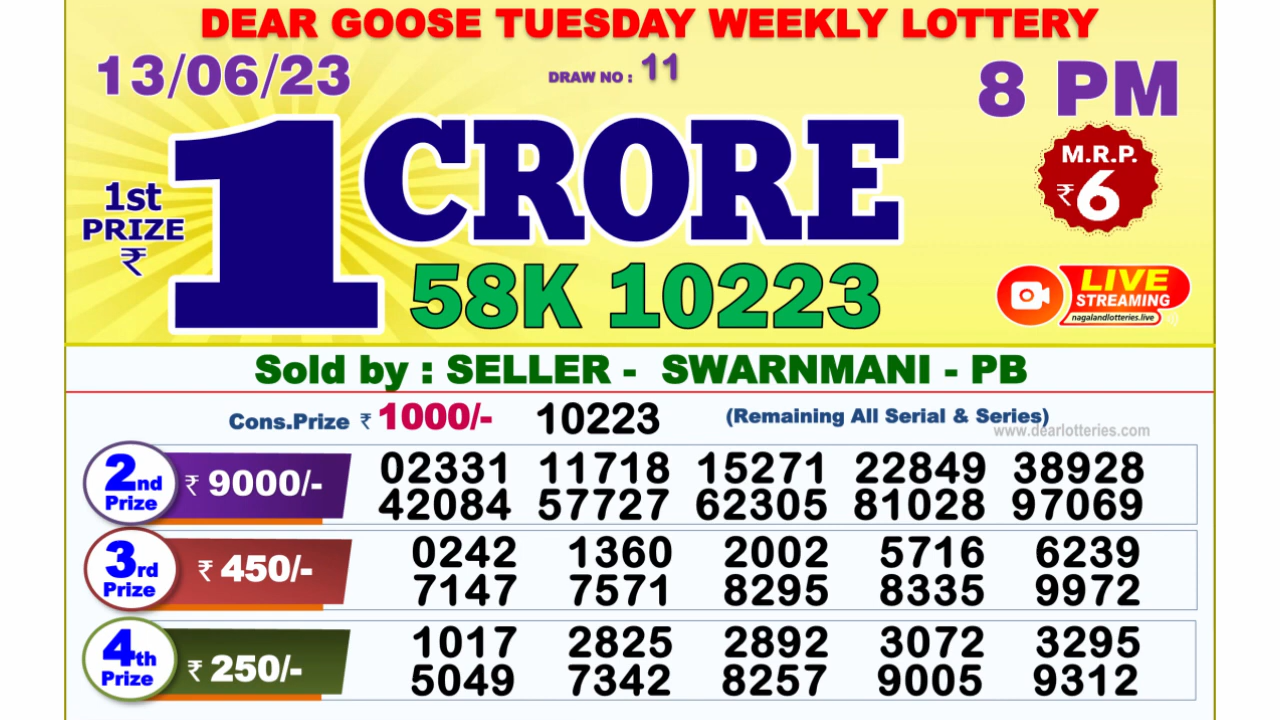 DEAR GOOSE TUESDAY WEEKLY LOTTERY
13/06/23 DRAW NO : 11 8 PM
M.R.P.
₹ 6
1st
PRIZE
₹
1 CRORE
58K 10223
LIVE
STREAMING
nagalandlotteries.live
Sold by : SELLER - SWARNMANI - PB
Cons.Prize ₹ 1000/- 10223 (Remaining All Serial & Series)
www.dearlotteries.com
2nd
Prize
₹ 9000/-
02331 11718 15271 22849 38928
42084 57727 62305 81028 97069
3rd
Prize
₹ 450/-
0242 1360 2002 5716 6239
7147 7571 8295 8335 9972
4th
Prize
₹ 250/-
1017 2825 2892 3072 3295
5049 7342 8257 9005 9312